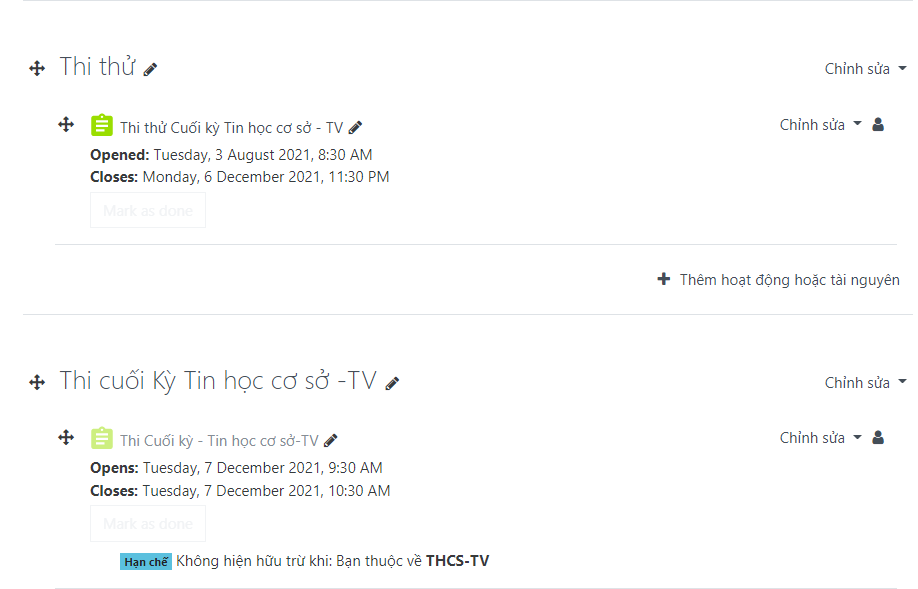 Thi thử
Chỉnh sửa
Thi thử Cuối kỳ Tin học cơ sở - TV
Chỉnh sửa
Opened: Tuesday, 3 August 2021, 8:30 AM
Closes: Monday, 6 December 2021, 11:30 PM
Mark as done
Thêm hoạt động hoặc tài nguyên
Thi cuối Kỳ Tin học cơ sở -TV
Chỉnh sửa
Thi Cuối kỳ - Tin học cơ sở-TV
Chỉnh sửa
Opens: Tuesday, 7 December 2021, 9:30 AM
Closes: Tuesday, 7 December 2021, 10:30 AM
Mark as done
Hạn chế Không hiện hữu trừ khi: Bạn thuộc về THCS-TV